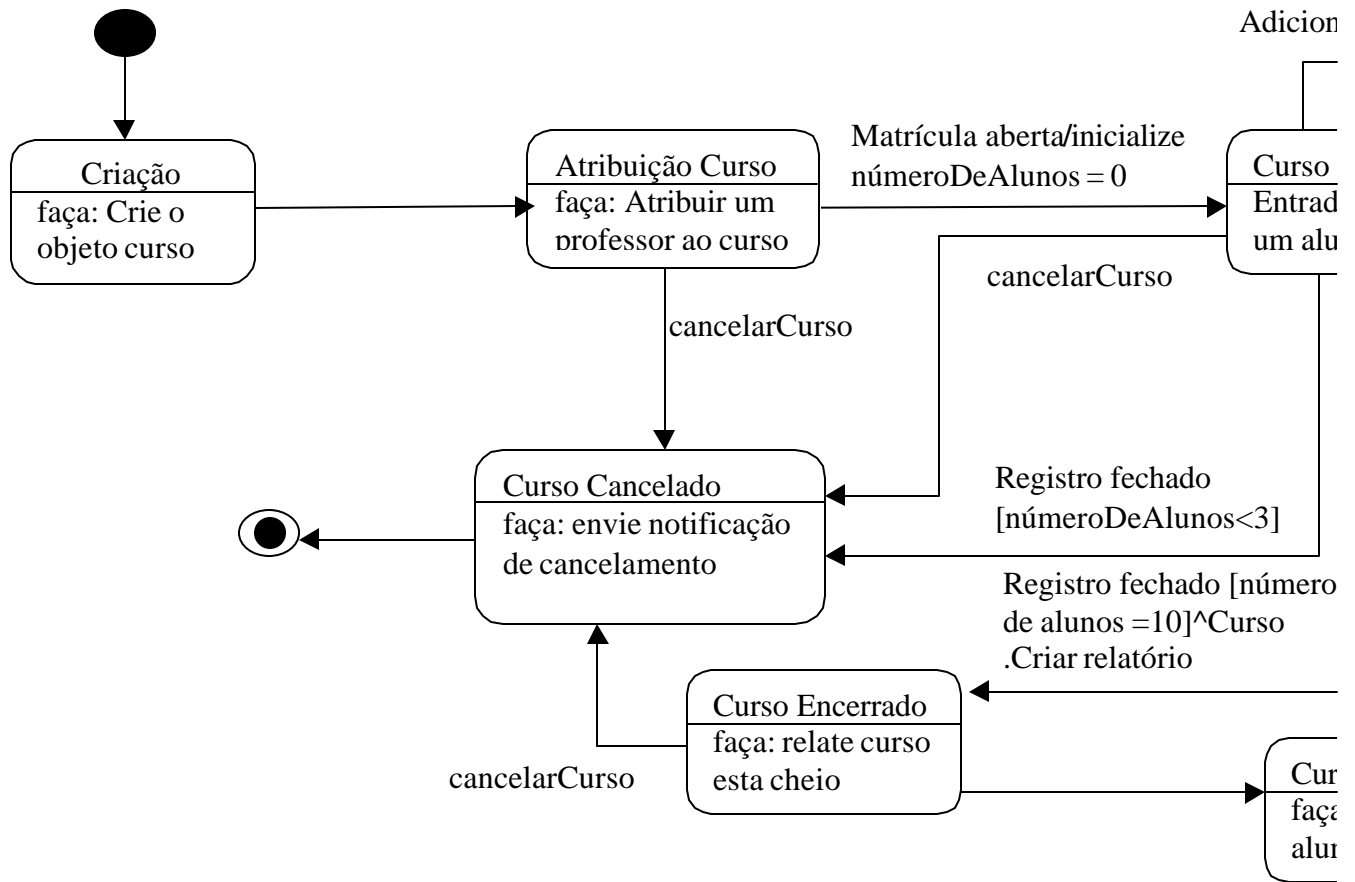 Adicion
Matrícula aberta/inicialize
númeroDeAlunos = 0
Criação
faça: Crie o
objeto curso
Atribuição Curso
faça: Atribuir um
professor ao curso
Curso
Entrad
um alu
cancelarCurso
cancelarCurso
Curso Cancelado
faça: envie notificação
de cancelamento
Registro fechado
[númeroDeAlunos<3]
Registro fechado [número
de alunos =10]^Curso
.Criar relatório
Curso Encerrado
faça: relate curso
esta cheio
cancelarCurso
Cur
faça
alun